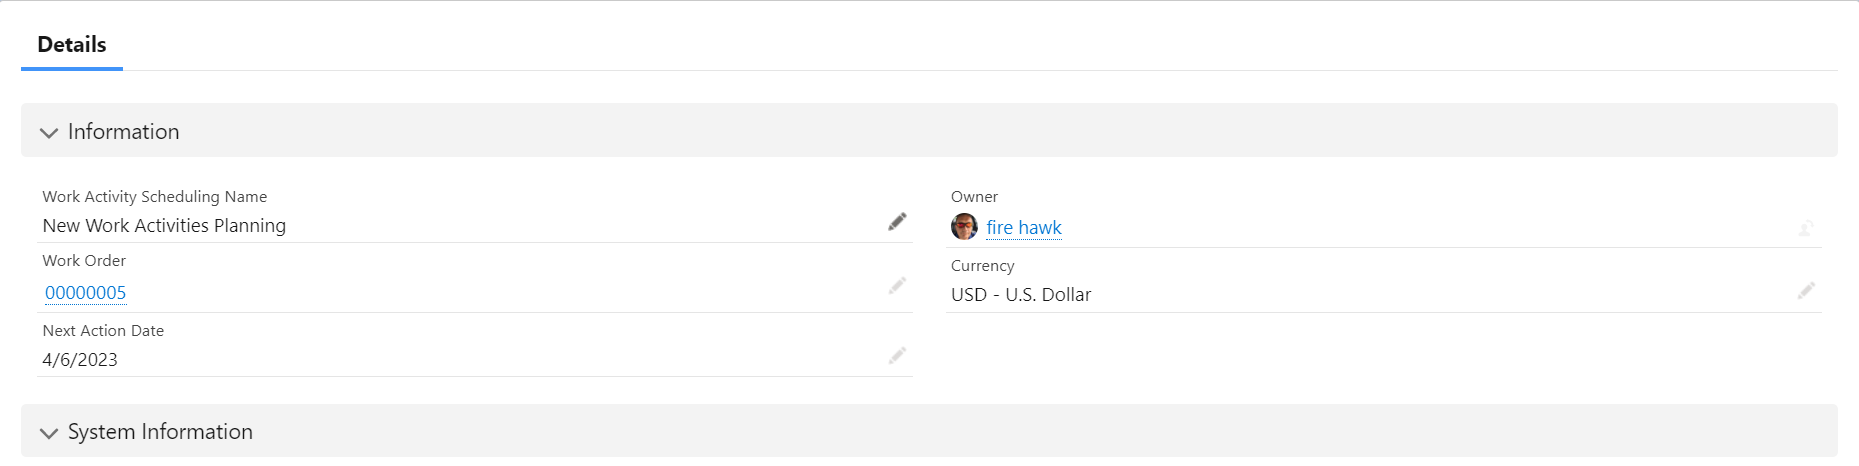 Details
Information
Work Activity Scheduling Name
New Work Activities Planning
Work Order
00000005
Next Action Date
4/6/2023
Owner
fire hawk
Currency
USD - U.S. Dollar
System Information